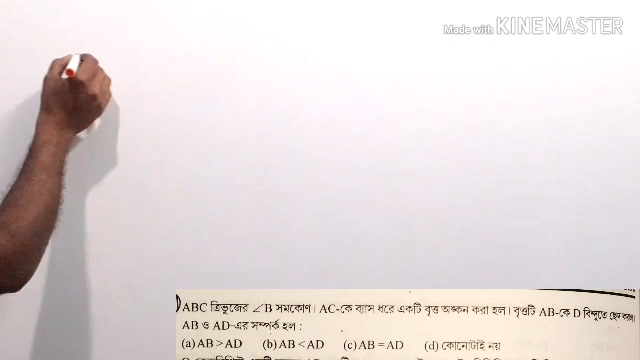 Made with KINEMASTER
ABC ত্রিভুজের ∠B সমকোণ। AC-কে ব্যাস ধরে একটি বৃত্ত অঙ্কন করা হল। বৃত্তটি AB-কে D বিন্দুতে ছেদ করল।
AB ও AD-এর সম্পর্ক হল :
(a) AB > AD (b) AB < AD (c) AB = AD (d) কোনোটাই নয়